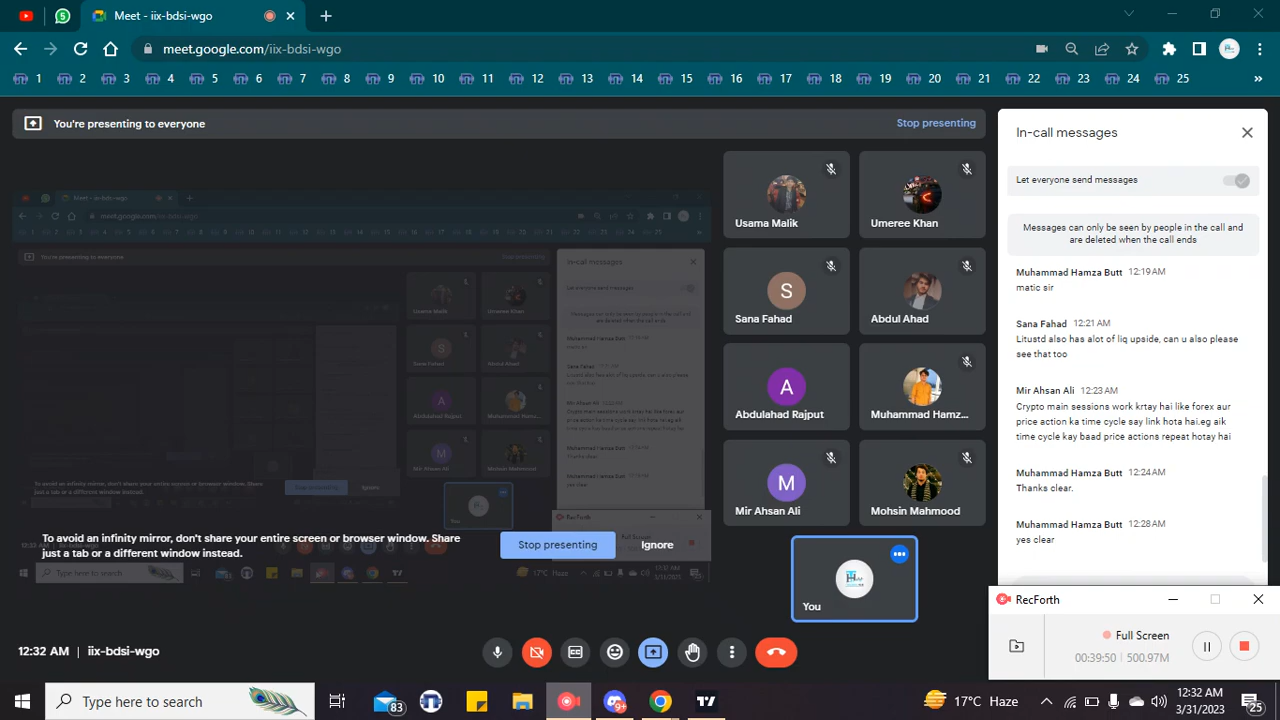 Meet - iix-bdsi-wgo
meet.google.com/iix-bdsi-wgo
1 2 3 4 5 6 7 8 9 10 11 12 13 14 15 16 17 18 19 20 21 22 23 24 25 »
You're presenting to everyone
Stop presenting
Usama Malik
Umeree Khan
S
Sana Fahad
Abdul Ahad
A
Abdulahad Rajput
Muhammad Hamz...
M
Mir Ahsan Ali
Mohsin Mahmood
You
To avoid an infinity mirror, don't share your entire screen or browser window. Share
just a tab or a different window instead.
Stop presenting
Ignore
In-call messages
Let everyone send messages
Messages can only be seen by people in the call and
are deleted when the call ends
Muhammad Hamza Butt 12:19AM
matic sir
Sana Fahad 12:21 AM
Litustd also has alot of liq upside, can u also please
see that too
Mir Ahsan Ali 12:23AM
Crypto main sessions work krtay hai like forex aur
price action ka time cycle say link hota hai.eg aik
time cycle kay baad price actions repeat hotay hai
Muhammad Hamza Butt 12:24AM
Thanks clear.
Muhammad Hamza Butt 12:28 AM
yes clear
RecForth
Full Screen
00:39:50 | 500.97M
12:32 AM | iix-bdsi-wgo
Type here to search
83
9+
17°C Haze
12:32 AM
3/31/2023
25